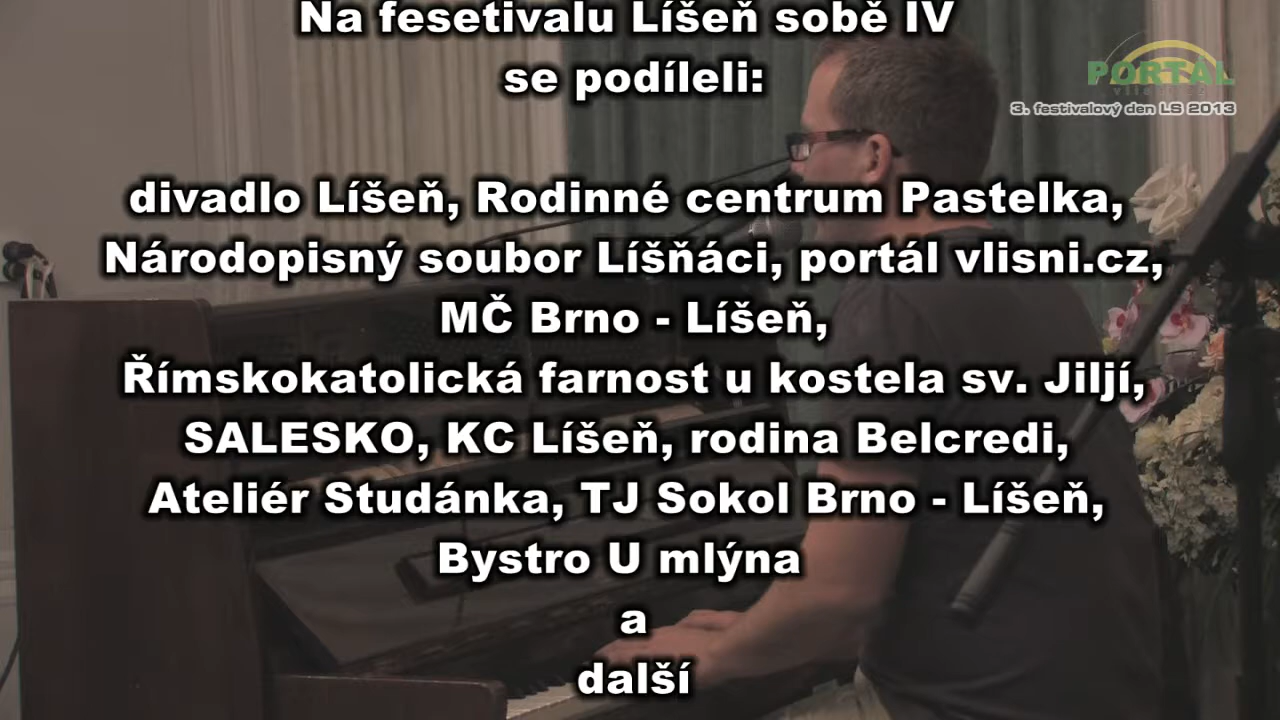 Na fesetivalu Líšeň sobě IV
se podíleli:
PORTÁL
3. festivalový den LS 2013
divadlo Líšeň, Rodinné centrum Pastelka,
Národopisný soubor Líšňáci, portál vlisni.cz,
MČ Brno - Líšeň,
Římskokatolická farnost u kostela sv. Jiljí,
SALESKO, KC Líšeň, rodina Belcredi,
Ateliér Studánka, TJ Sokol Brno - Líšeň,
Bystro U mlýna
a
další